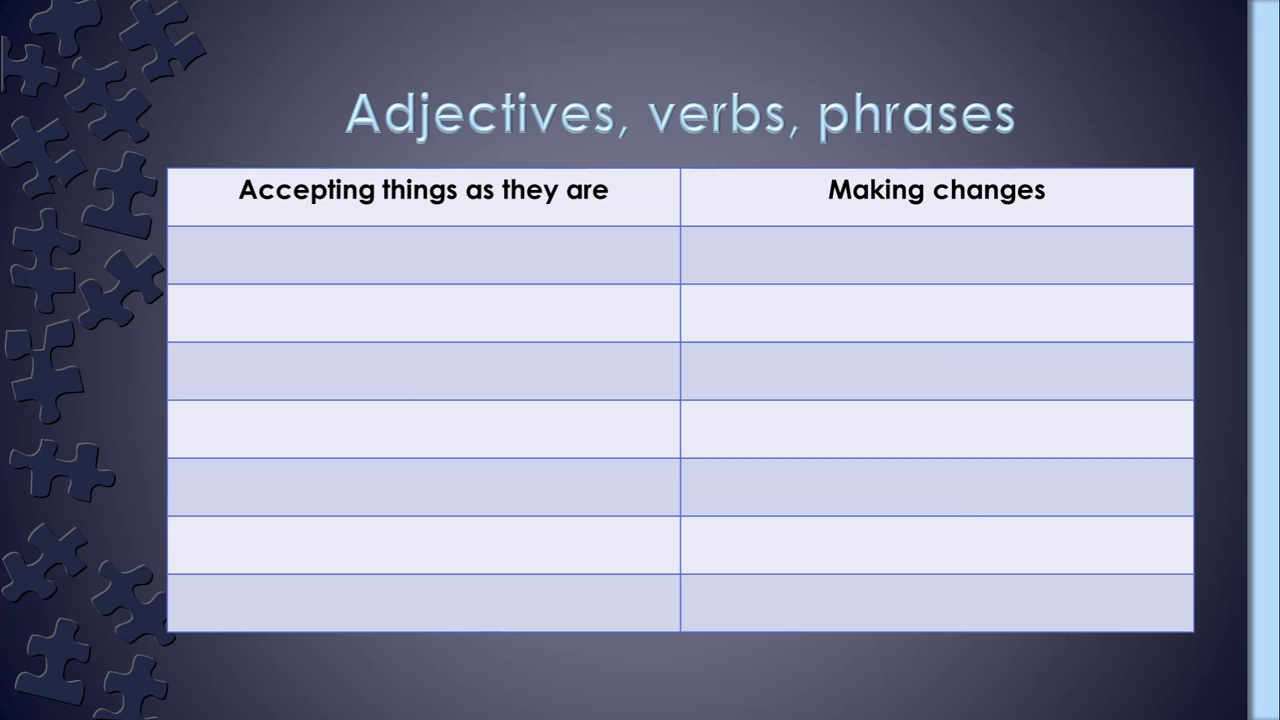 Adjectives, verbs, phrases
Accepting things as they are
Making changes